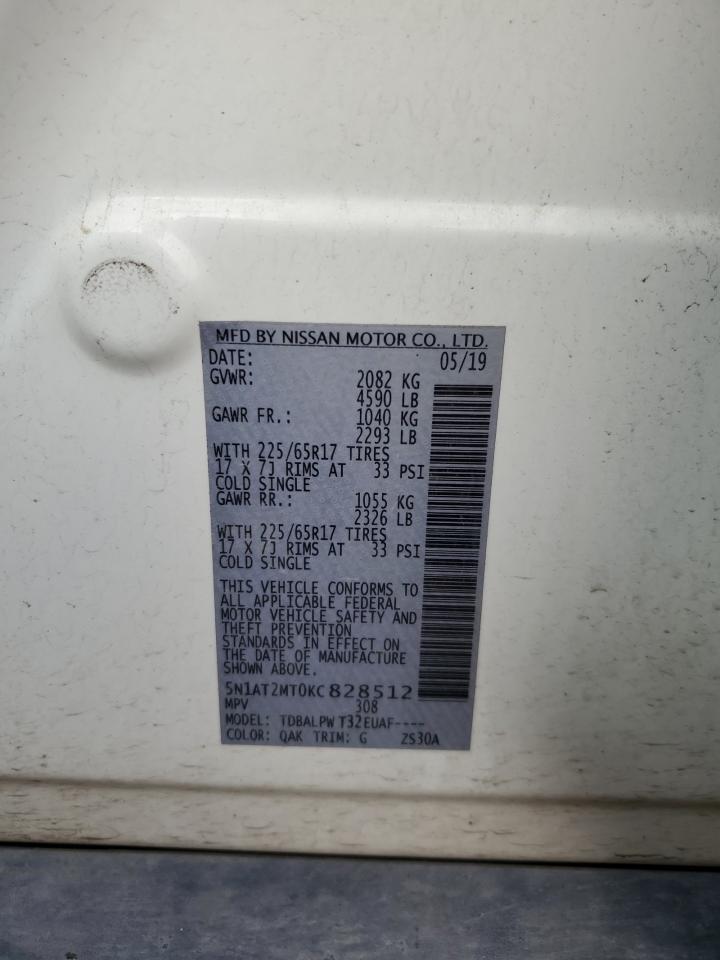 MFD BY NISSAN MOTOR CO., LTD.
DATE: 05/19
GVWR: 2082 KG
4590 LB
GAWR FR.: 1040 KG
2293 LB
WITH 225/65R17 TIRES
17 X 7J RIMS AT 33 PSI
COLD SINGLE
GAWR RR.: 1055 KG
2326 LB
WITH 225/65R17 TIRES
17 X 7J RIMS AT 33 PSI
COLD SINGLE
THIS VEHICLE CONFORMS TO
ALL APPLICABLE FEDERAL
MOTOR VEHICLE SAFETY AND
THEFT PREVENTION
STANDARDS IN EFFECT ON
THE DATE OF MANUFACTURE
SHOWN ABOVE.
5N1AT2MT0KC828512
MPV 308
MODEL: TDBALPW T32EUAF----
COLOR: QAK TRIM: G 2S30A